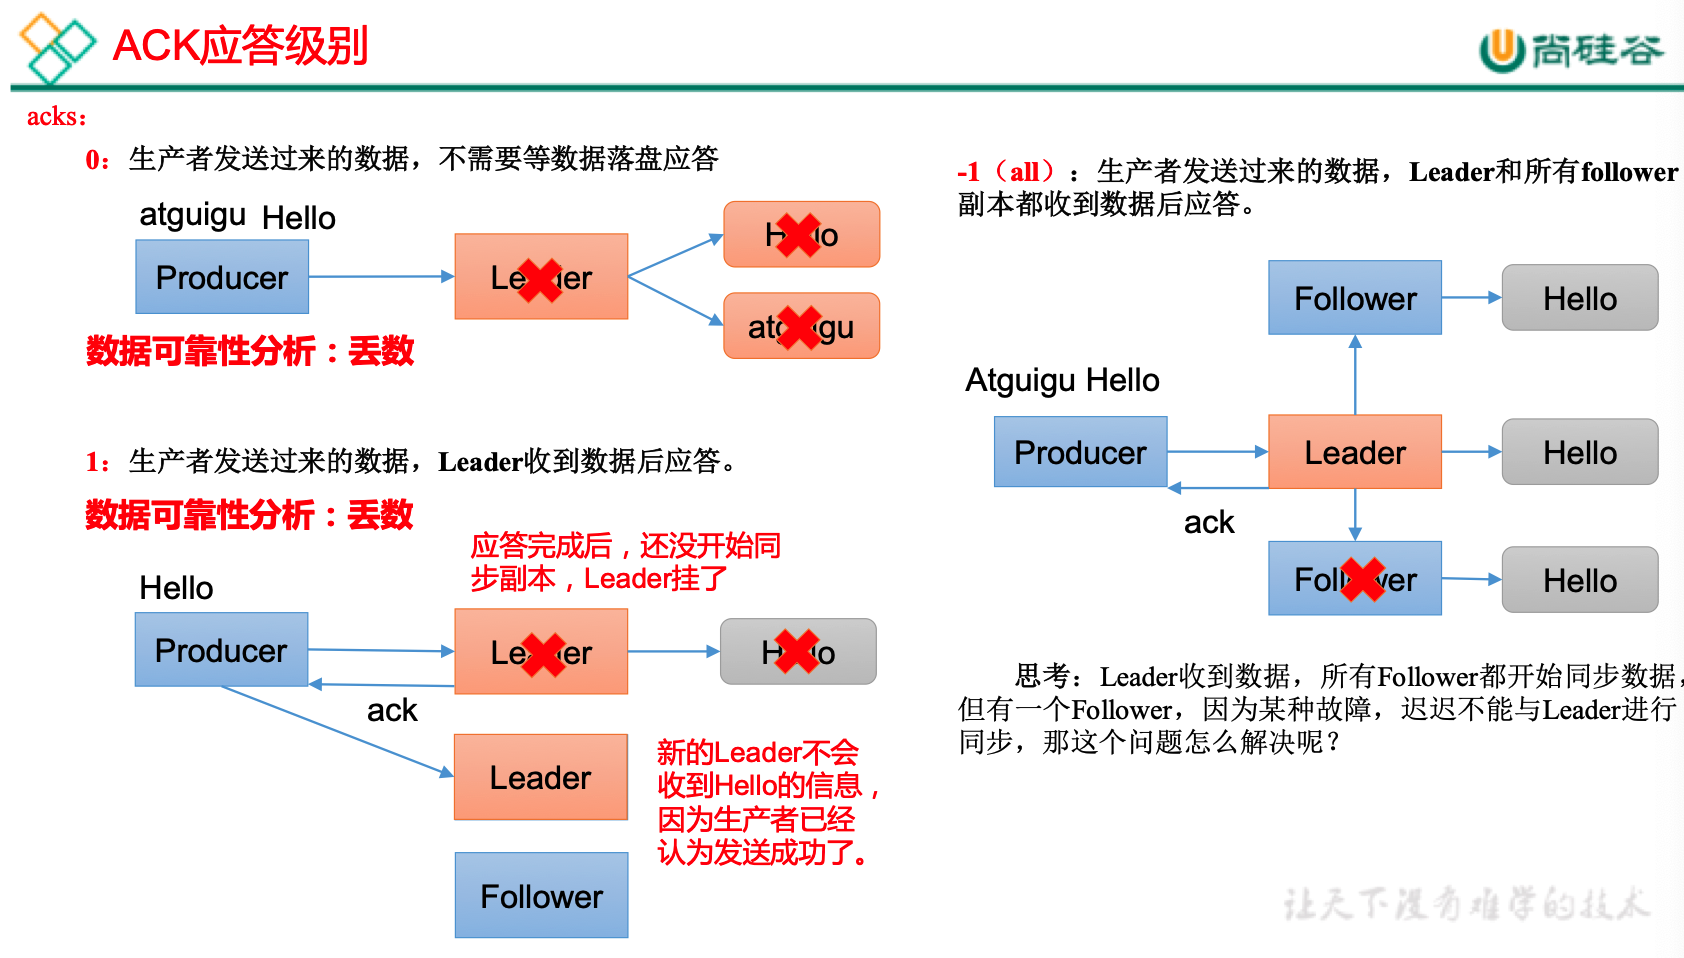 ACK应答级别
尚硅谷
acks：
0：生产者发送过来的数据，不需要等数据落盘应答
atguigu Hello
Producer
Leader
Hello
atguigu
数据可靠性分析：丢数
1：生产者发送过来的数据，Leader收到数据后应答。
数据可靠性分析：丢数
应答完成后，还没开始同
步副本，Leader挂了
Hello
Producer
Leader
Hello
ack
Leader
新的Leader不会
收到Hello的信息，
因为生产者已经
认为发送成功了。
Follower
-1（all）：生产者发送过来的数据，Leader和所有follower
副本都收到数据后应答。
Follower
Hello
Atguigu Hello
Producer
Leader
Hello
ack
Follower
Hello
思考：Leader收到数据，所有Follower都开始同步数据，
但有一个Follower，因为某种故障，迟迟不能与Leader进行
同步，那这个问题怎么解决呢？
让天下没有难学的技术